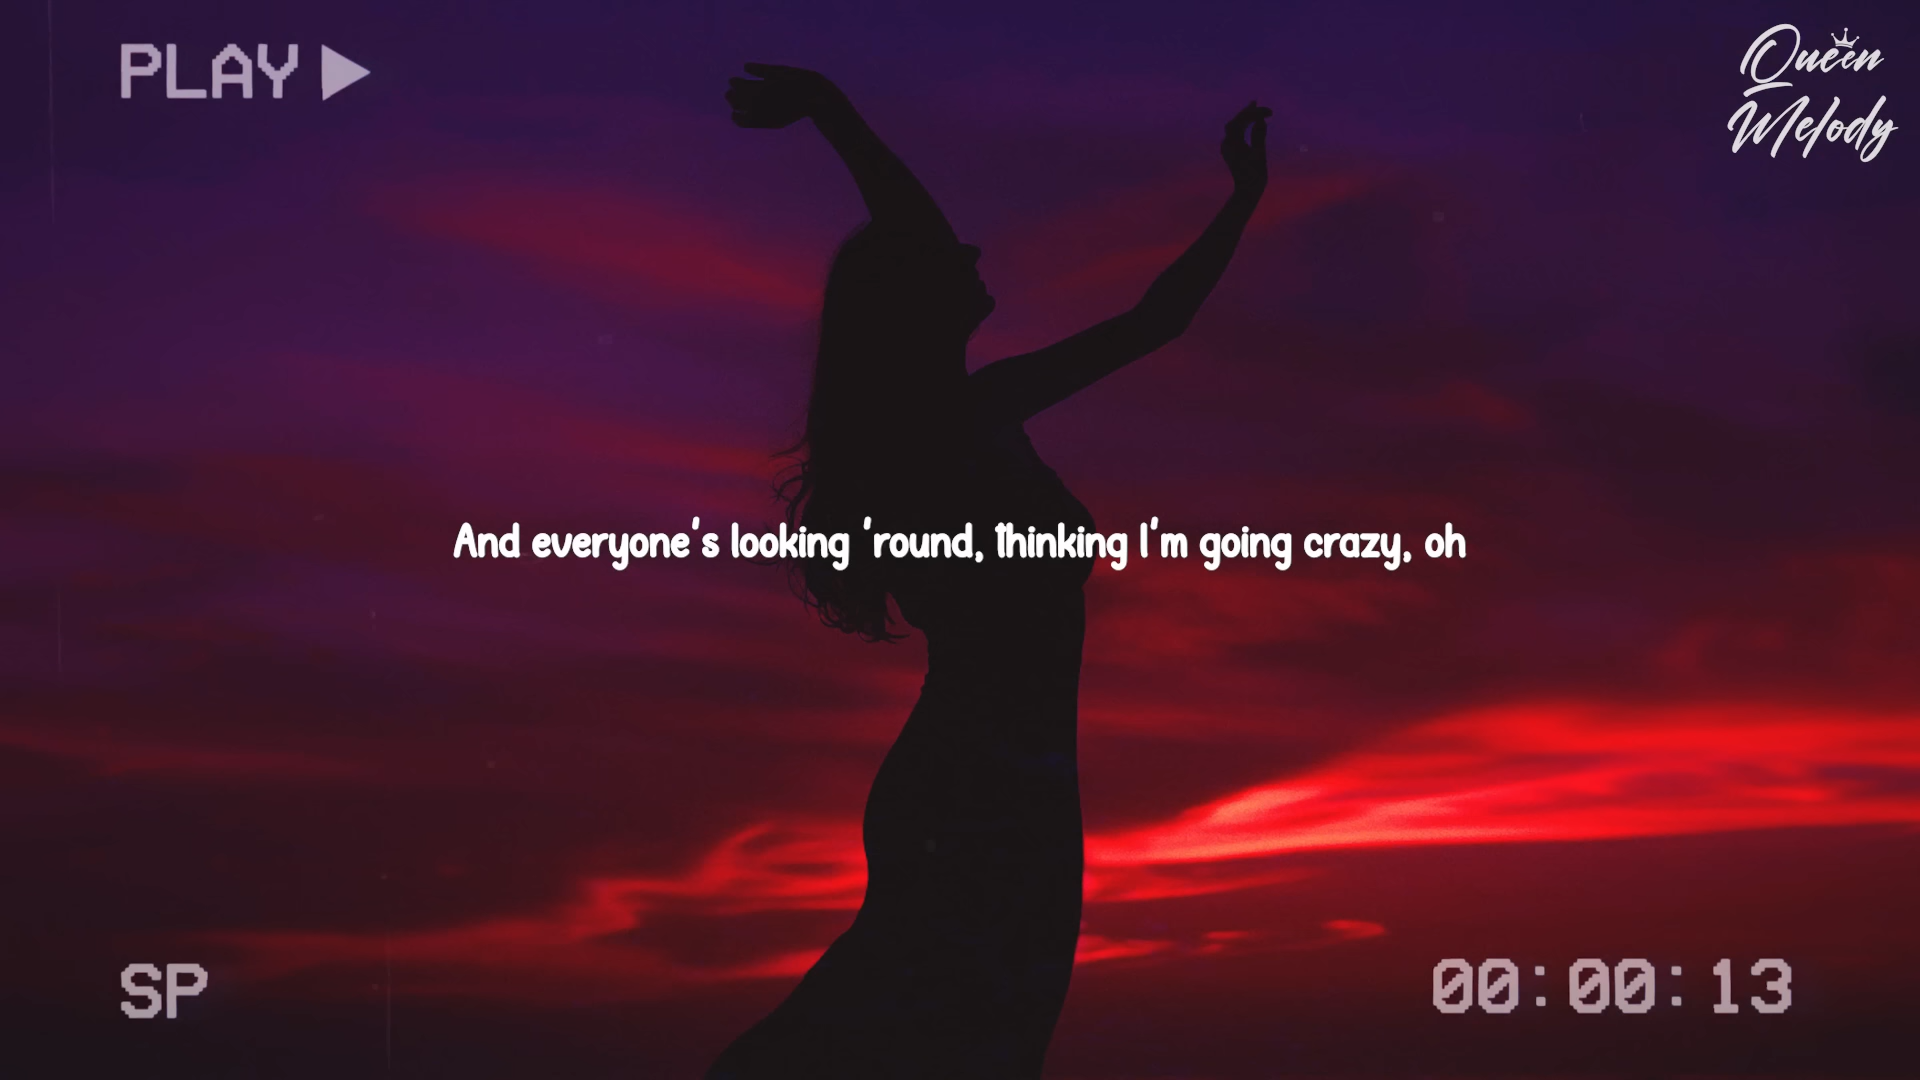 PLAY
Queen
Melody
And everyone's looking 'round, thinking I'm going crazy, oh
SP
00:00:13